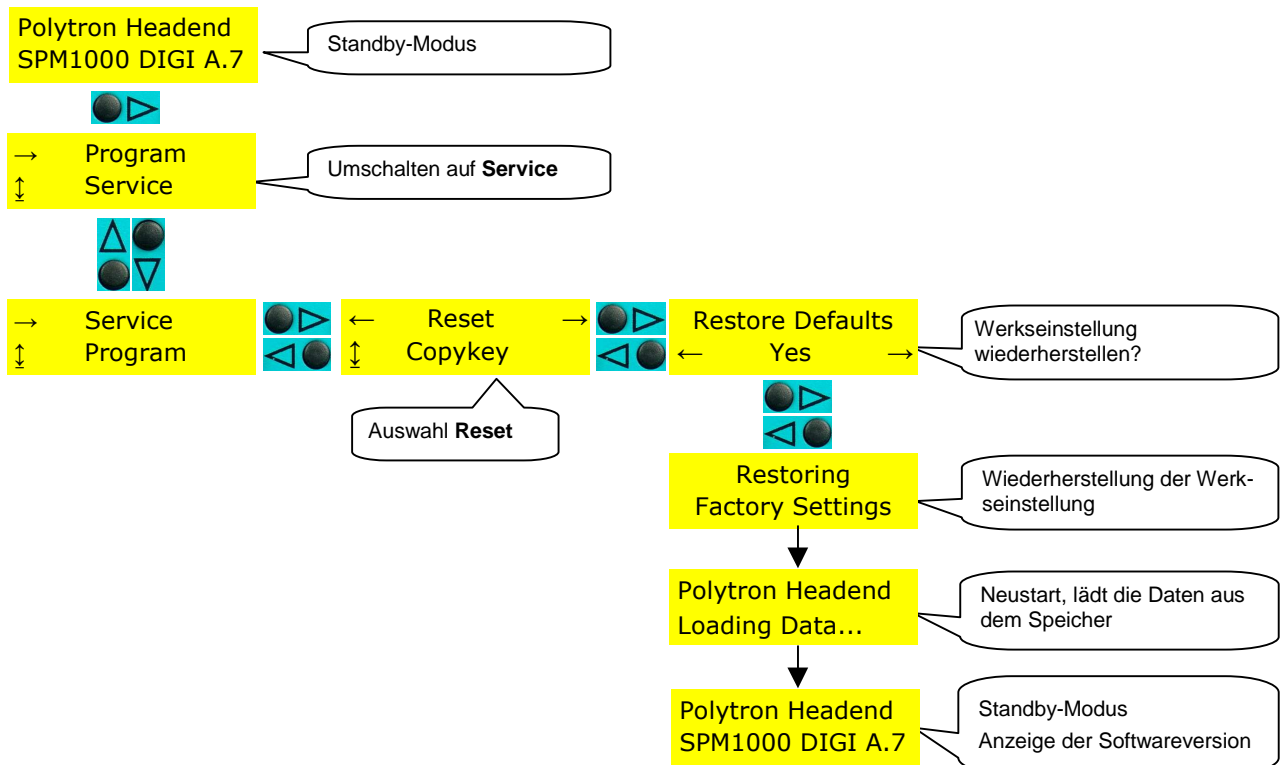 Polytron Headend
SPM1000 DIGI A.7
Standby-Modus
→ Program
↕ Service
Umschalten auf Service
→ Service
↕ Program
← Reset →
↕ Copykey
Auswahl Reset
Restore Defaults
← Yes →
Werkseinstellung
wiederherstellen?
Restoring
Factory Settings
Wiederherstellung der Werk-
seinstellung
Polytron Headend
Loading Data...
Neustart, lädt die Daten aus
dem Speicher
Polytron Headend
SPM1000 DIGI A.7
Standby-Modus
Anzeige der Softwareversion